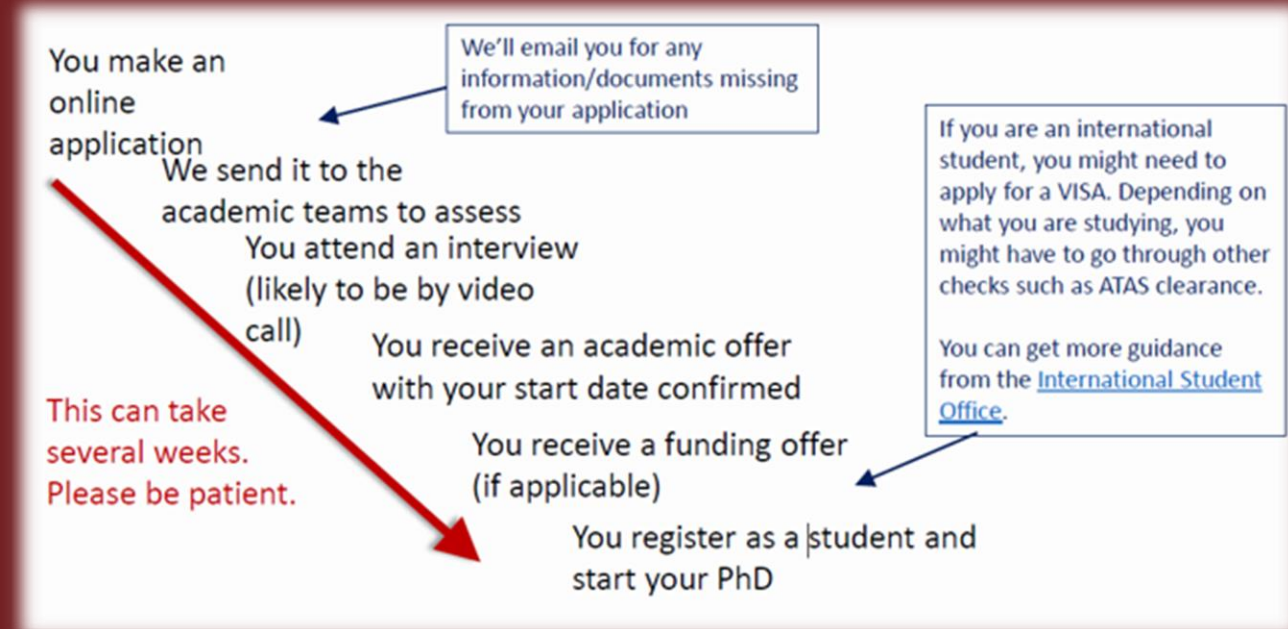 You make an
online
application
We'll email you for any
information/documents missing
from your application
We send it to the
academic teams to assess
You attend an interview
(likely to be by video
call)
You receive an academic offer
with your start date confirmed
You receive a funding offer
(if applicable)
You register as a student and
start your PhD
If you are an international
student, you might need to
apply for a VISA. Depending on
what you are studying, you
might have to go through other
checks such as ATAS clearance.
You can get more guidance
from the International Student
Office.
This can take
several weeks.
Please be patient.